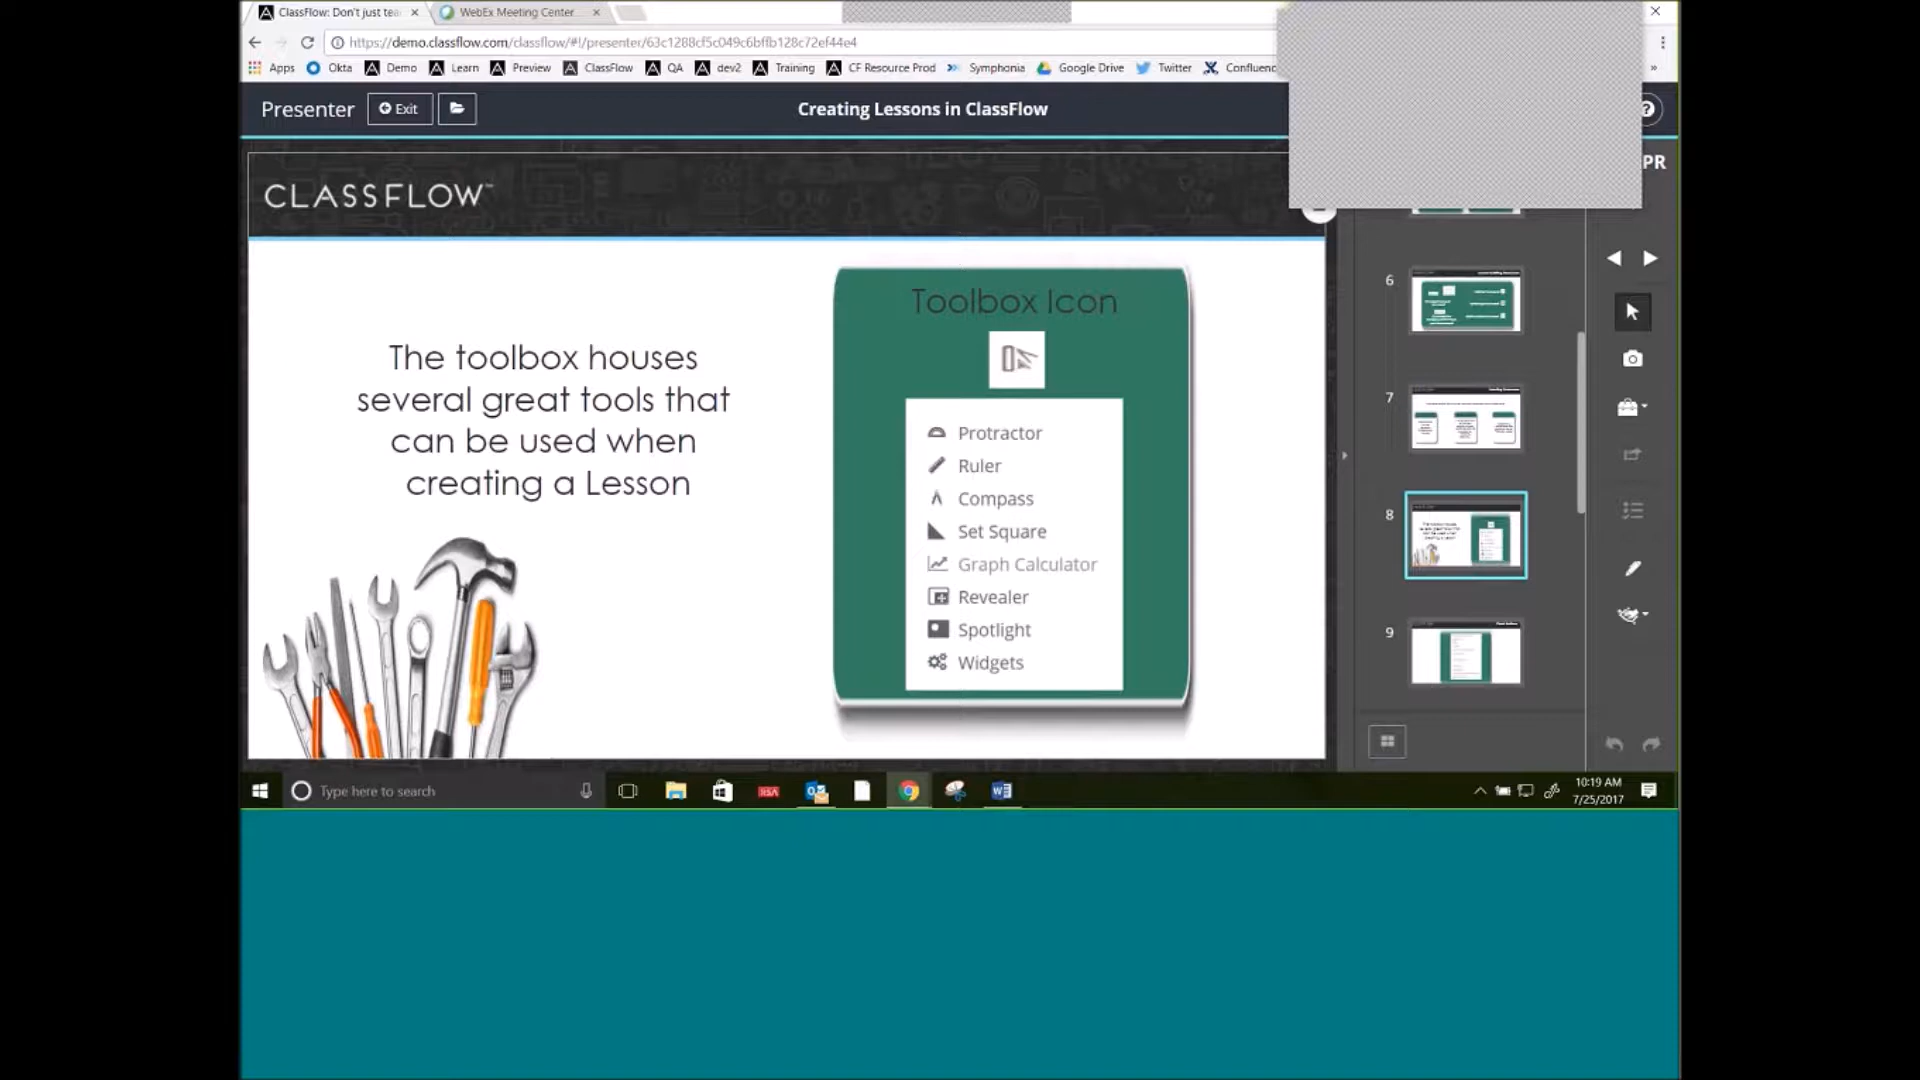 ClassFlow: Don't just tea
WebEx Meeting Center
https://demo.classflow.com/classflow/#!/presenter/63c1288cf5c049c6bffb128c72ef44e4
Apps Okta Demo Learn Preview ClassFlow QA dev2 Training CF Resource Prod Symphonia Google Drive Twitter Confluenc »
Presenter Exit Creating Lessons in ClassFlow ?
PR
CLASSFLOW™
The toolbox houses
several great tools that
can be used when
creating a Lesson
Toolbox Icon
Protractor
Ruler
Compass
Set Square
Graph Calculator
Revealer
Spotlight
Widgets
6
7
8
9
Type here to search
RSA
10:19 AM
7/25/2017